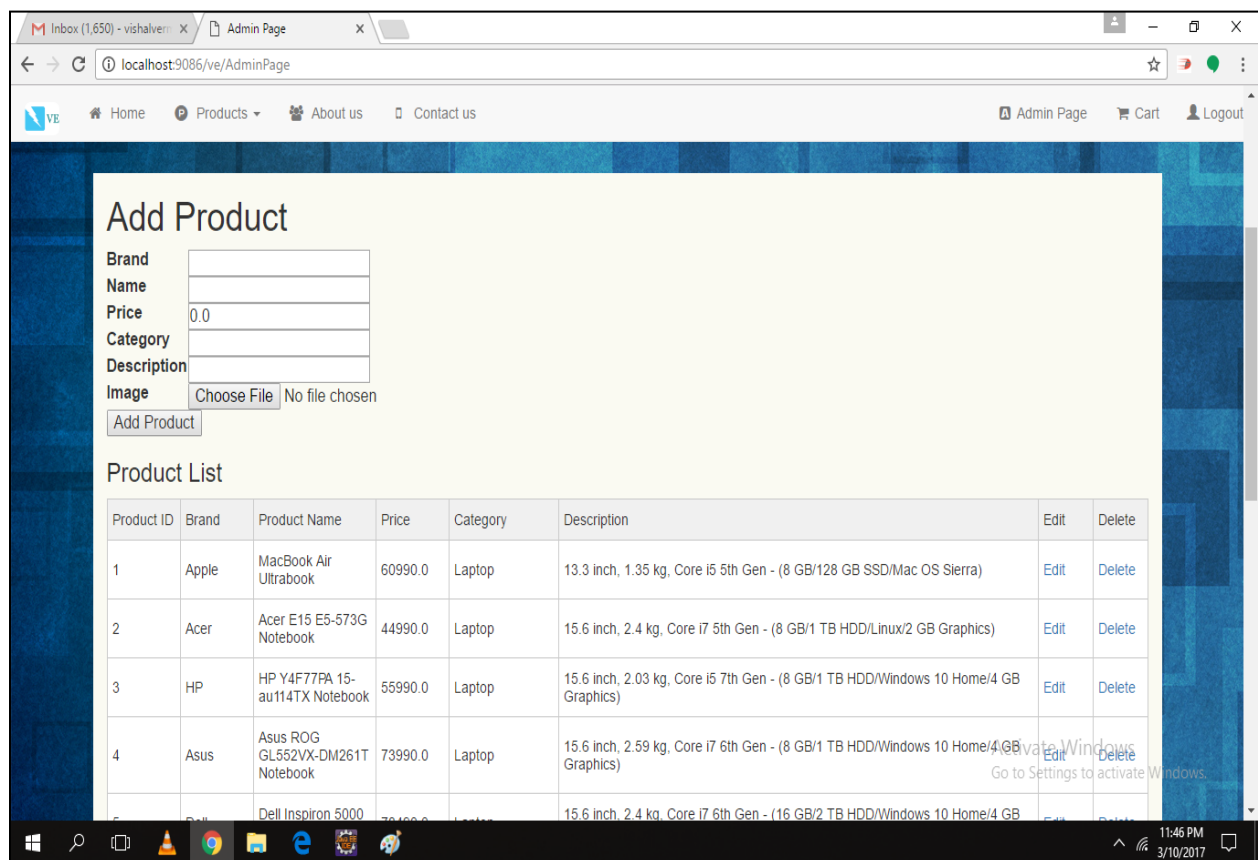 Inbox (1,650) - vishalverm
Admin Page
localhost:9086/ve/AdminPage
VE
Home
Products
About us
Contact us
Admin Page
Cart
Logout
Add Product
Brand
Name
Price 0.0
Category
Description
Image Choose File No file chosen
Add Product
Product List
Product ID Brand Product Name Price Category Description Edit Delete
1 Apple MacBook Air Ultrabook 60990.0 Laptop 13.3 inch, 1.35 kg, Core i5 5th Gen - (8 GB/128 GB SSD/Mac OS Sierra) Edit Delete
2 Acer Acer E15 E5-573G Notebook 44990.0 Laptop 15.6 inch, 2.4 kg, Core i7 5th Gen - (8 GB/1 TB HDD/Linux/2 GB Graphics) Edit Delete
3 HP HP Y4F77PA 15-au114TX Notebook 55990.0 Laptop 15.6 inch, 2.03 kg, Core i5 7th Gen - (8 GB/1 TB HDD/Windows 10 Home/4 GB Graphics) Edit Delete
4 Asus Asus ROG GL552VX-DM261T Notebook 73990.0 Laptop 15.6 inch, 2.59 kg, Core i7 6th Gen - (8 GB/1 TB HDD/Windows 10 Home/4 GB Graphics) Edit Delete
Dell Inspiron 5000 15.6 inch, 2.4 kg, Core i7 6th Gen - (16 GB/2 TB HDD/Windows 10 Home/4 GB
Activate Windows
Go to Settings to activate Windows.
11:46 PM
3/10/2017